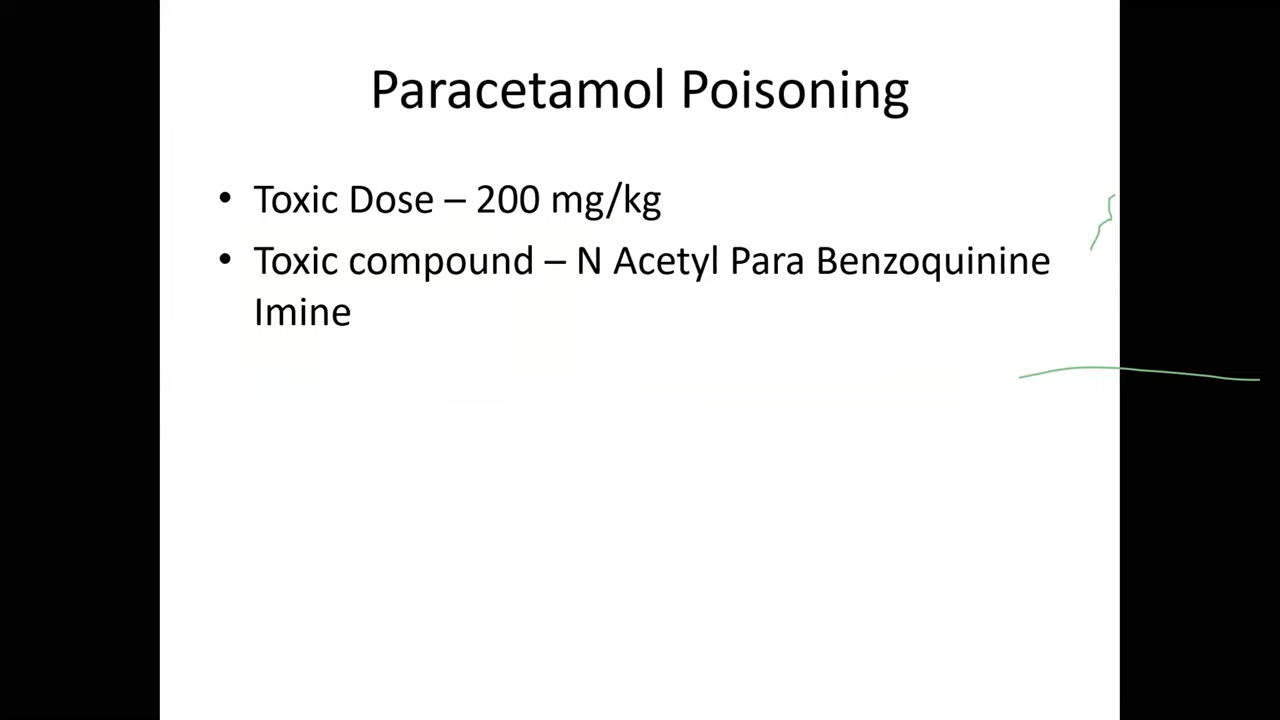 Paracetamol Poisoning
• Toxic Dose – 200 mg/kg
• Toxic compound – N Acetyl Para Benzoquinine
Imine